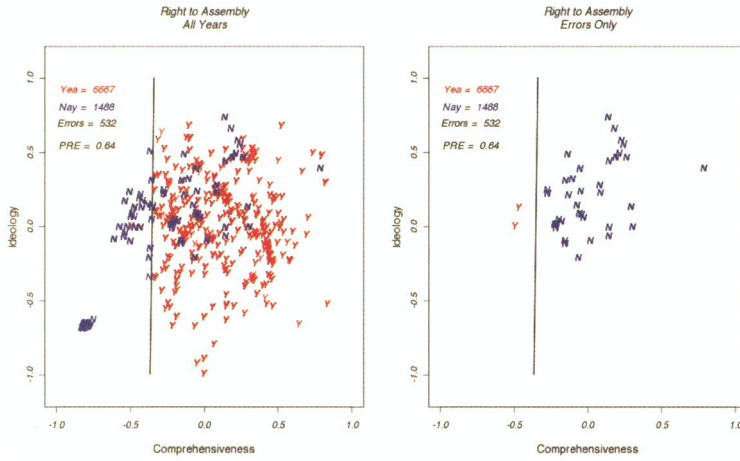 Right to Assembly
All Years
Yea = 6667
Nay = 1488
Errors = 532
PRE = 0.64
Ideology
1.0
0.5
0.0
-0.5
-1.0
-1.0
-0.5
0.0
0.5
1.0
Comprehensiveness
Right to Assembly
Errors Only
Yea = 6667
Nay = 1488
Errors = 532
PRE = 0.64
Ideology
1.0
0.5
0.0
-0.5
-1.0
-1.0
-0.5
0.0
0.5
1.0
Comprehensiveness